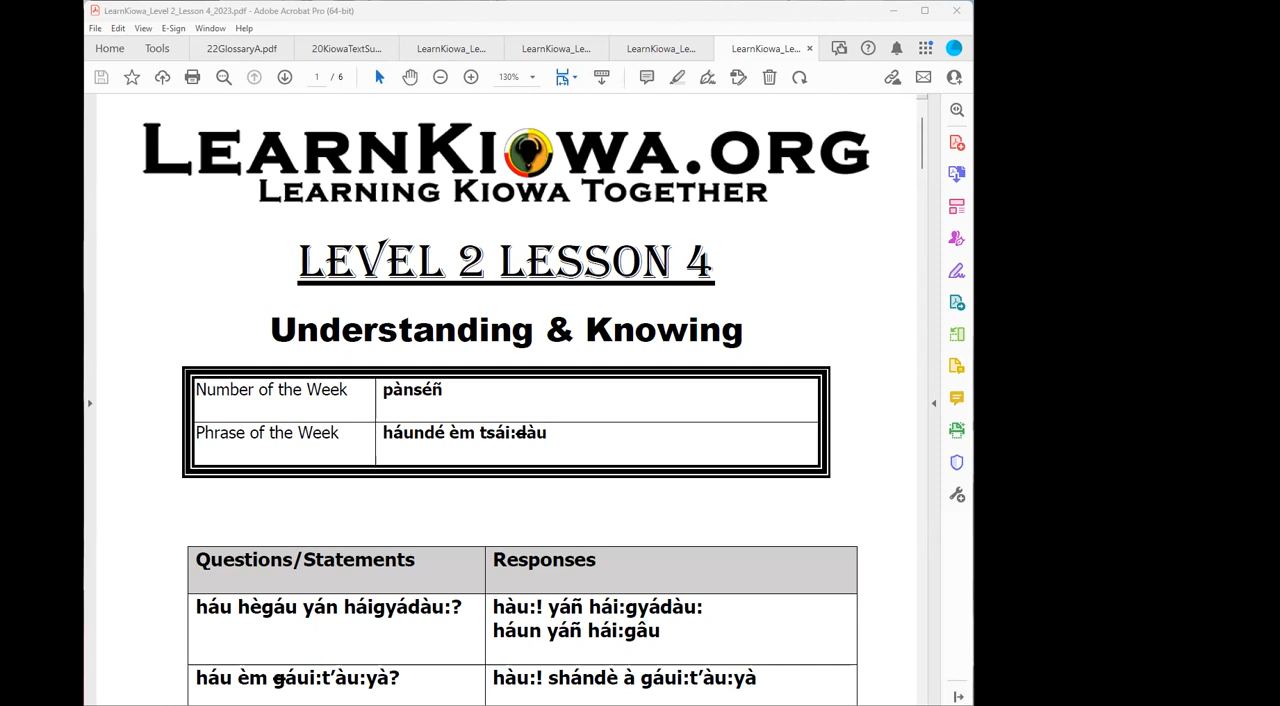 LearnKiowa_Level 2_Lesson 4_2023.pdf - Adobe Acrobat Pro (64-bit)
File Edit View E-Sign Window Help
Home Tools 22GlossaryA.pdf 20KiowaTextSu... LearnKiowa_Le... LearnKiowa_Le... LearnKiowa_Le... LearnKiowa_Le... ×
1 / 6 130%
LEARNKIOWA.ORG
LEARNING KIOWA TOGETHER
LEVEL 2 LESSON 4
Understanding & Knowing
Number of the Week pànséñ
Phrase of the Week háundé èm tsái:đàu
Questions/Statements Responses
háu hègáu yán háigyádàu:? hàu:! yáñ hái:gyádàu:
háun yáñ hái:gâu
háu èm g̶áui:t’àu:yà? hàu:! shándè à gáui:t’àu:yà